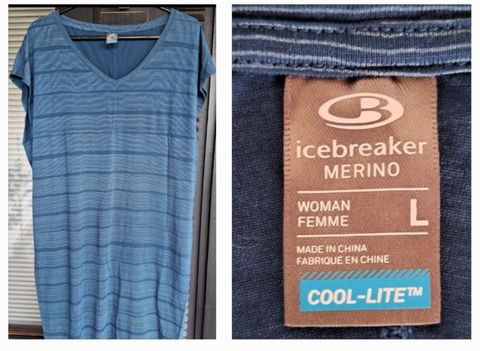 icebreaker
MERINO
WOMAN
FEMME
L
MADE IN CHINA
FABRIQUÉ EN CHINE
COOL-LITE™